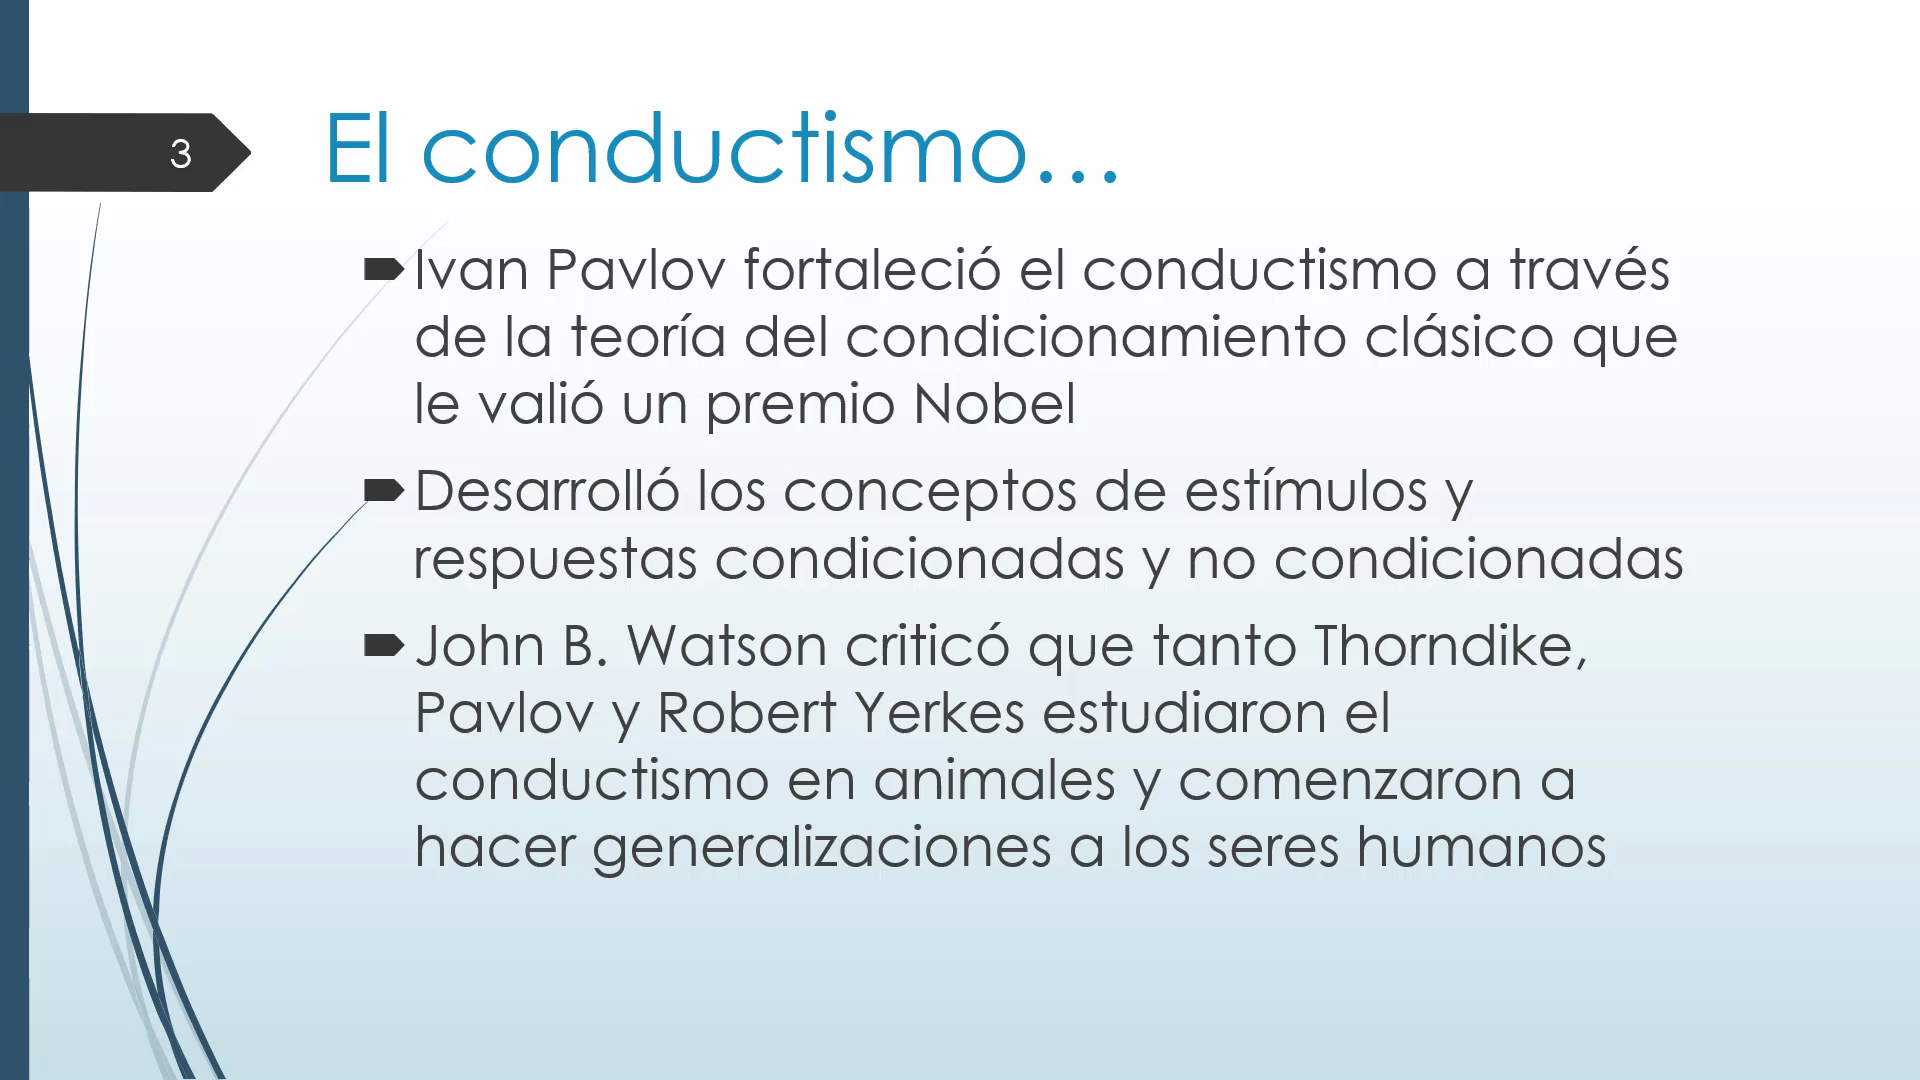 3
El conductismo…
Ivan Pavlov fortaleció el conductismo a través
de la teoría del condicionamiento clásico que
le valió un premio Nobel
Desarrolló los conceptos de estímulos y
respuestas condicionadas y no condicionadas
John B. Watson criticó que tanto Thorndike,
Pavlov y Robert Yerkes estudiaron el
conductismo en animales y comenzaron a
hacer generalizaciones a los seres humanos